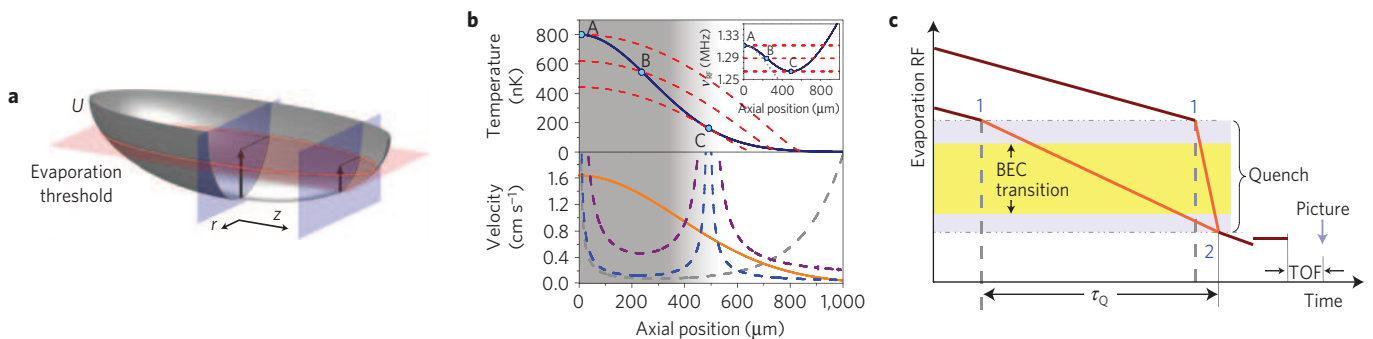 a
U
Evaporation
threshold
r
z
b
Temperature
(nK)
800
600
400
200
0
A
B
C
ν_RF (MHz)
1.33
1.29
1.25
A
B
C
0 200 400 600 800
Axial position (μm)
Velocity
(cm s⁻¹)
1.6
1.2
0.8
0.4
0.0
0 200 400 600 800 1,000
Axial position (μm)
c
Evaporation RF
1 1
BEC
transition
Quench
Picture
2
TOF
Time
τQ